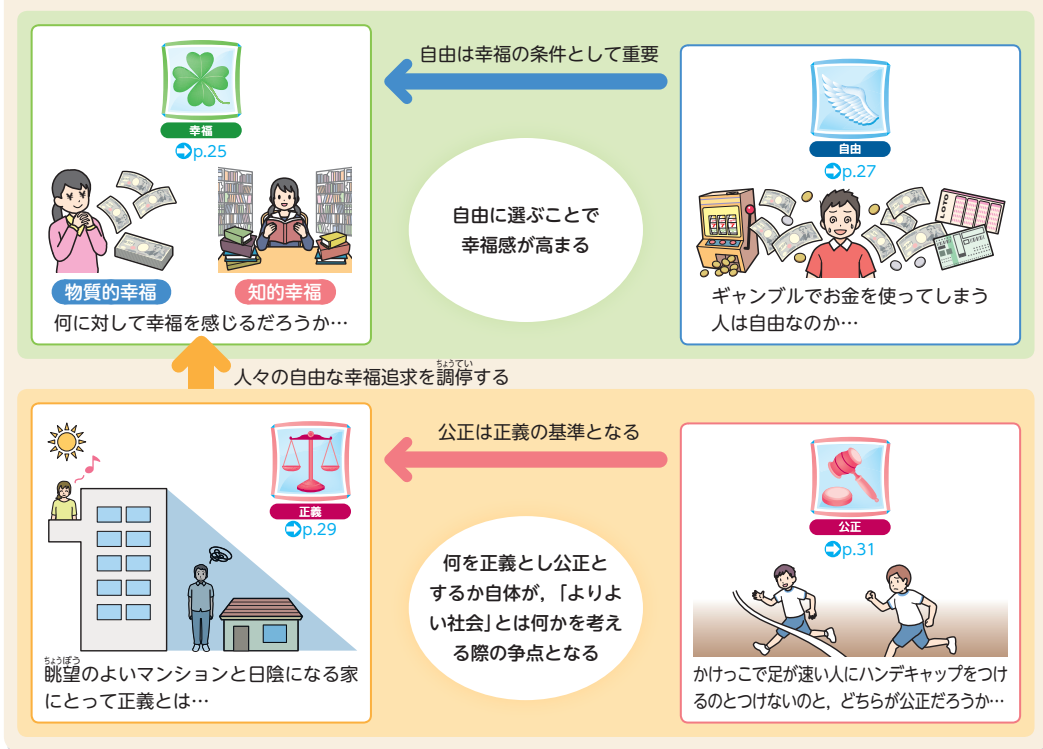 幸福
p.25
物質的幸福
知的幸福
何に対して幸福を感じるだろうか…
自由は幸福の条件として重要
自由に選ぶことで
幸福感が高まる
自由
p.27
LOTO
ギャンブルでお金を使ってしまう
人は自由なのか…
ちょうてい
人々の自由な幸福追求を調停する
正義
p.29
ちょうぼう
眺望のよいマンションと日陰になる家
にとって正義とは…
公正は正義の基準となる
何を正義とし公正と
するか自体が，「よりよ
い社会」とは何かを考え
る際の争点となる
公正
p.31
かけっこで足が速い人にハンデキャップをつけ
るのとつけないのと，どちらが公正だろうか…